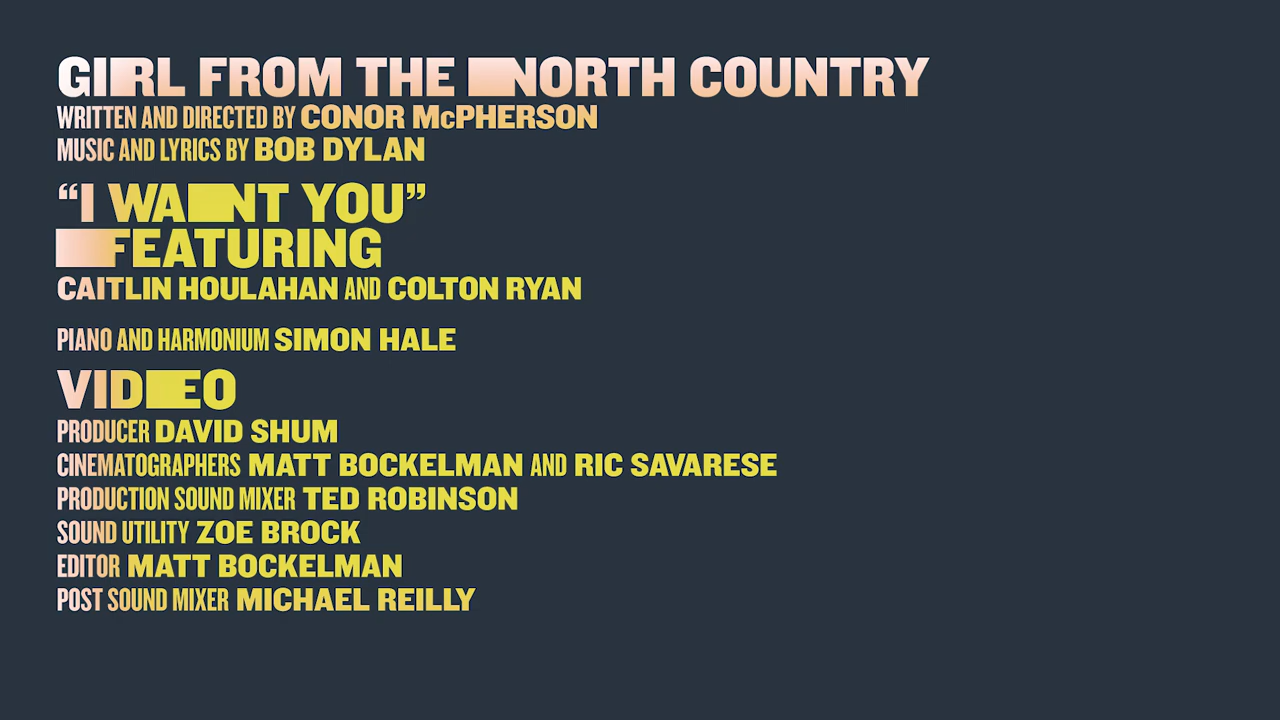 GIRL FROM THE NORTH COUNTRY
WRITTEN AND DIRECTED BY CONOR McPHERSON
MUSIC AND LYRICS BY BOB DYLAN
“I WANT YOU”
FEATURING
CAITLIN HOULAHAN AND COLTON RYAN
PIANO AND HARMONIUM SIMON HALE
VIDEO
PRODUCER DAVID SHUM
CINEMATOGRAPHERS MATT BOCKELMAN AND RIC SAVARESE
PRODUCTION SOUND MIXER TED ROBINSON
SOUND UTILITY ZOE BROCK
EDITOR MATT BOCKELMAN
POST SOUND MIXER MICHAEL REILLY